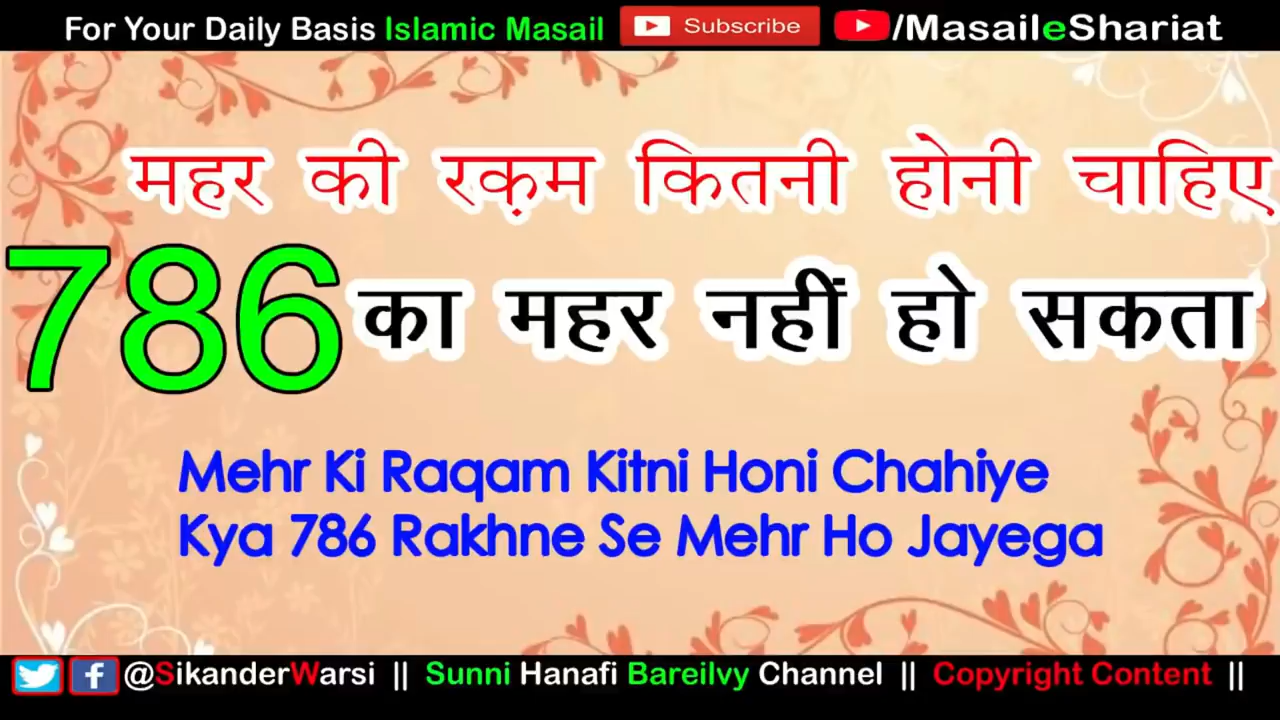 For Your Daily Basis Islamic Masail Subscribe /MasaileShariat
महर की रक़म कितनी होनी चाहिए
786 का महर नहीं हो सकता
Mehr Ki Raqam Kitni Honi Chahiye
Kya 786 Rakhne Se Mehr Ho Jayega
@SikanderWarsi || Sunni Hanafi Bareilvy Channel || Copyright Content ||